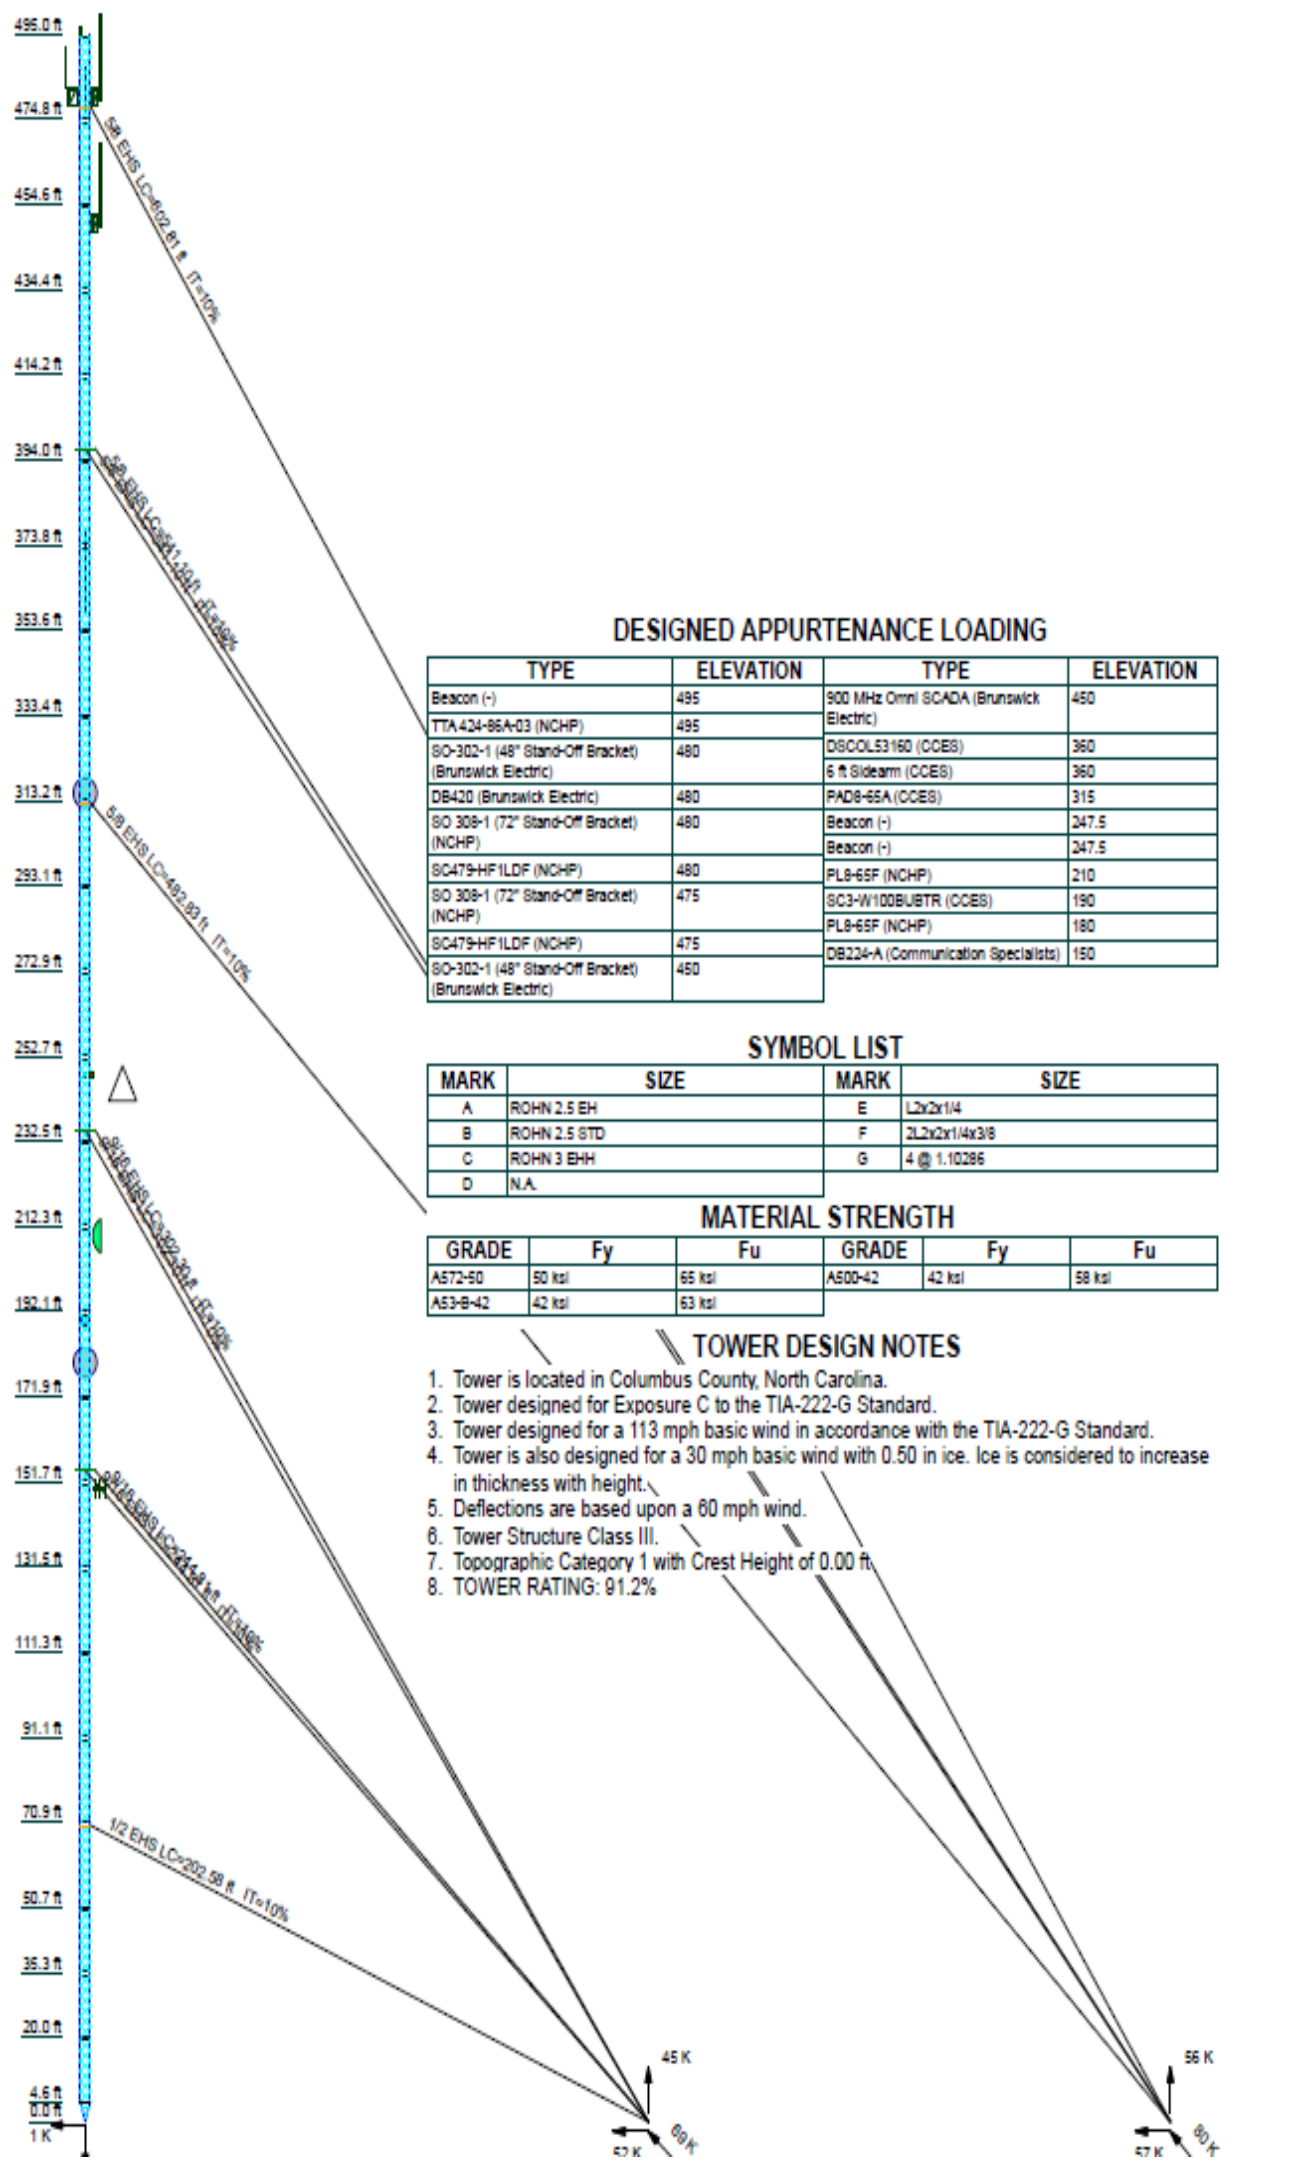 495.0 ft
474.8 ft
5/8 EHS LC=602.81 ft IT=10%
454.6 ft
434.4 ft
414.2 ft
394.0 ft
373.8 ft
353.6 ft
333.4 ft
313.2 ft
5/8 EHS LC=482.83 ft IT=10%
293.1 ft
272.9 ft
252.7 ft
232.5 ft
212.3 ft
192.1 ft
171.9 ft
151.7 ft
131.5 ft
111.3 ft
91.1 ft
70.9 ft
1/2 EHS LC=202.58 ft IT=10%
50.7 ft
35.3 ft
20.0 ft
4.6 ft
0.0 ft
1 K
DESIGNED APPURTENANCE LOADING
TYPE ELEVATION TYPE ELEVATION
Beacon (-) 495
TTA 424-86A-03 (NCHP) 495
SO-302-1 (48" Stand-Off Bracket) 480
(Brunswick Electric)
DB420 (Brunswick Electric) 480
SO 308-1 (72" Stand-Off Bracket) 480
(NCHP)
SC479-HF1LDF (NCHP) 480
SO 308-1 (72" Stand-Off Bracket) 475
(NCHP)
SC479-HF1LDF (NCHP) 475
SO-302-1 (48" Stand-Off Bracket) 450
(Brunswick Electric)
900 MHz Omni SCADA (Brunswick 450
Electric)
DSCOL53160 (CCES) 360
6 ft Sidearm (CCES) 360
PAD8-65A (CCES) 315
Beacon (-) 247.5
Beacon (-) 247.5
PL8-65F (NCHP) 210
SC3-W100BUBTR (CCES) 190
PL8-65F (NCHP) 180
DB224-A (Communication Specialists) 150
SYMBOL LIST
MARK SIZE MARK SIZE
A ROHN 2.5 EH E L2x2x1/4
B ROHN 2.5 STD F 2L2x2x1/4x3/8
C ROHN 3 EHH G 4 @ 1.10286
D N.A.
MATERIAL STRENGTH
GRADE Fy Fu GRADE Fy Fu
A572-50 50 ksi 65 ksi A500-42 42 ksi 58 ksi
A53-B-42 42 ksi 63 ksi
TOWER DESIGN NOTES
1. Tower is located in Columbus County, North Carolina.
2. Tower designed for Exposure C to the TIA-222-G Standard.
3. Tower designed for a 113 mph basic wind in accordance with the TIA-222-G Standard.
4. Tower is also designed for a 30 mph basic wind with 0.50 in ice. Ice is considered to increase
in thickness with height.
5. Deflections are based upon a 60 mph wind.
6. Tower Structure Class III.
7. Topographic Category 1 with Crest Height of 0.00 ft
8. TOWER RATING: 91.2%
45 K
69 K
52 K
56 K
80 K
57 K